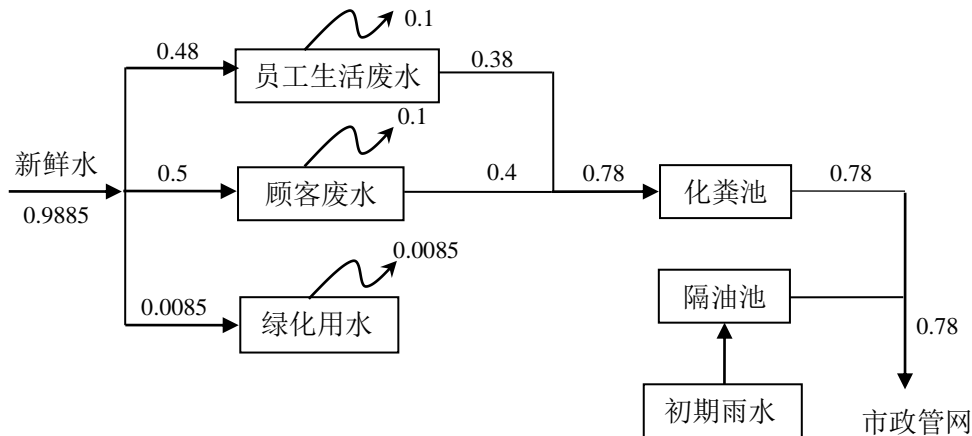 0.1
0.48
员工生活废水
0.38
0.1
新鲜水
0.9885
0.5
顾客废水
0.4
0.78
化粪池
0.78
0.0085
0.0085
绿化用水
隔油池
0.78
初期雨水
市政管网